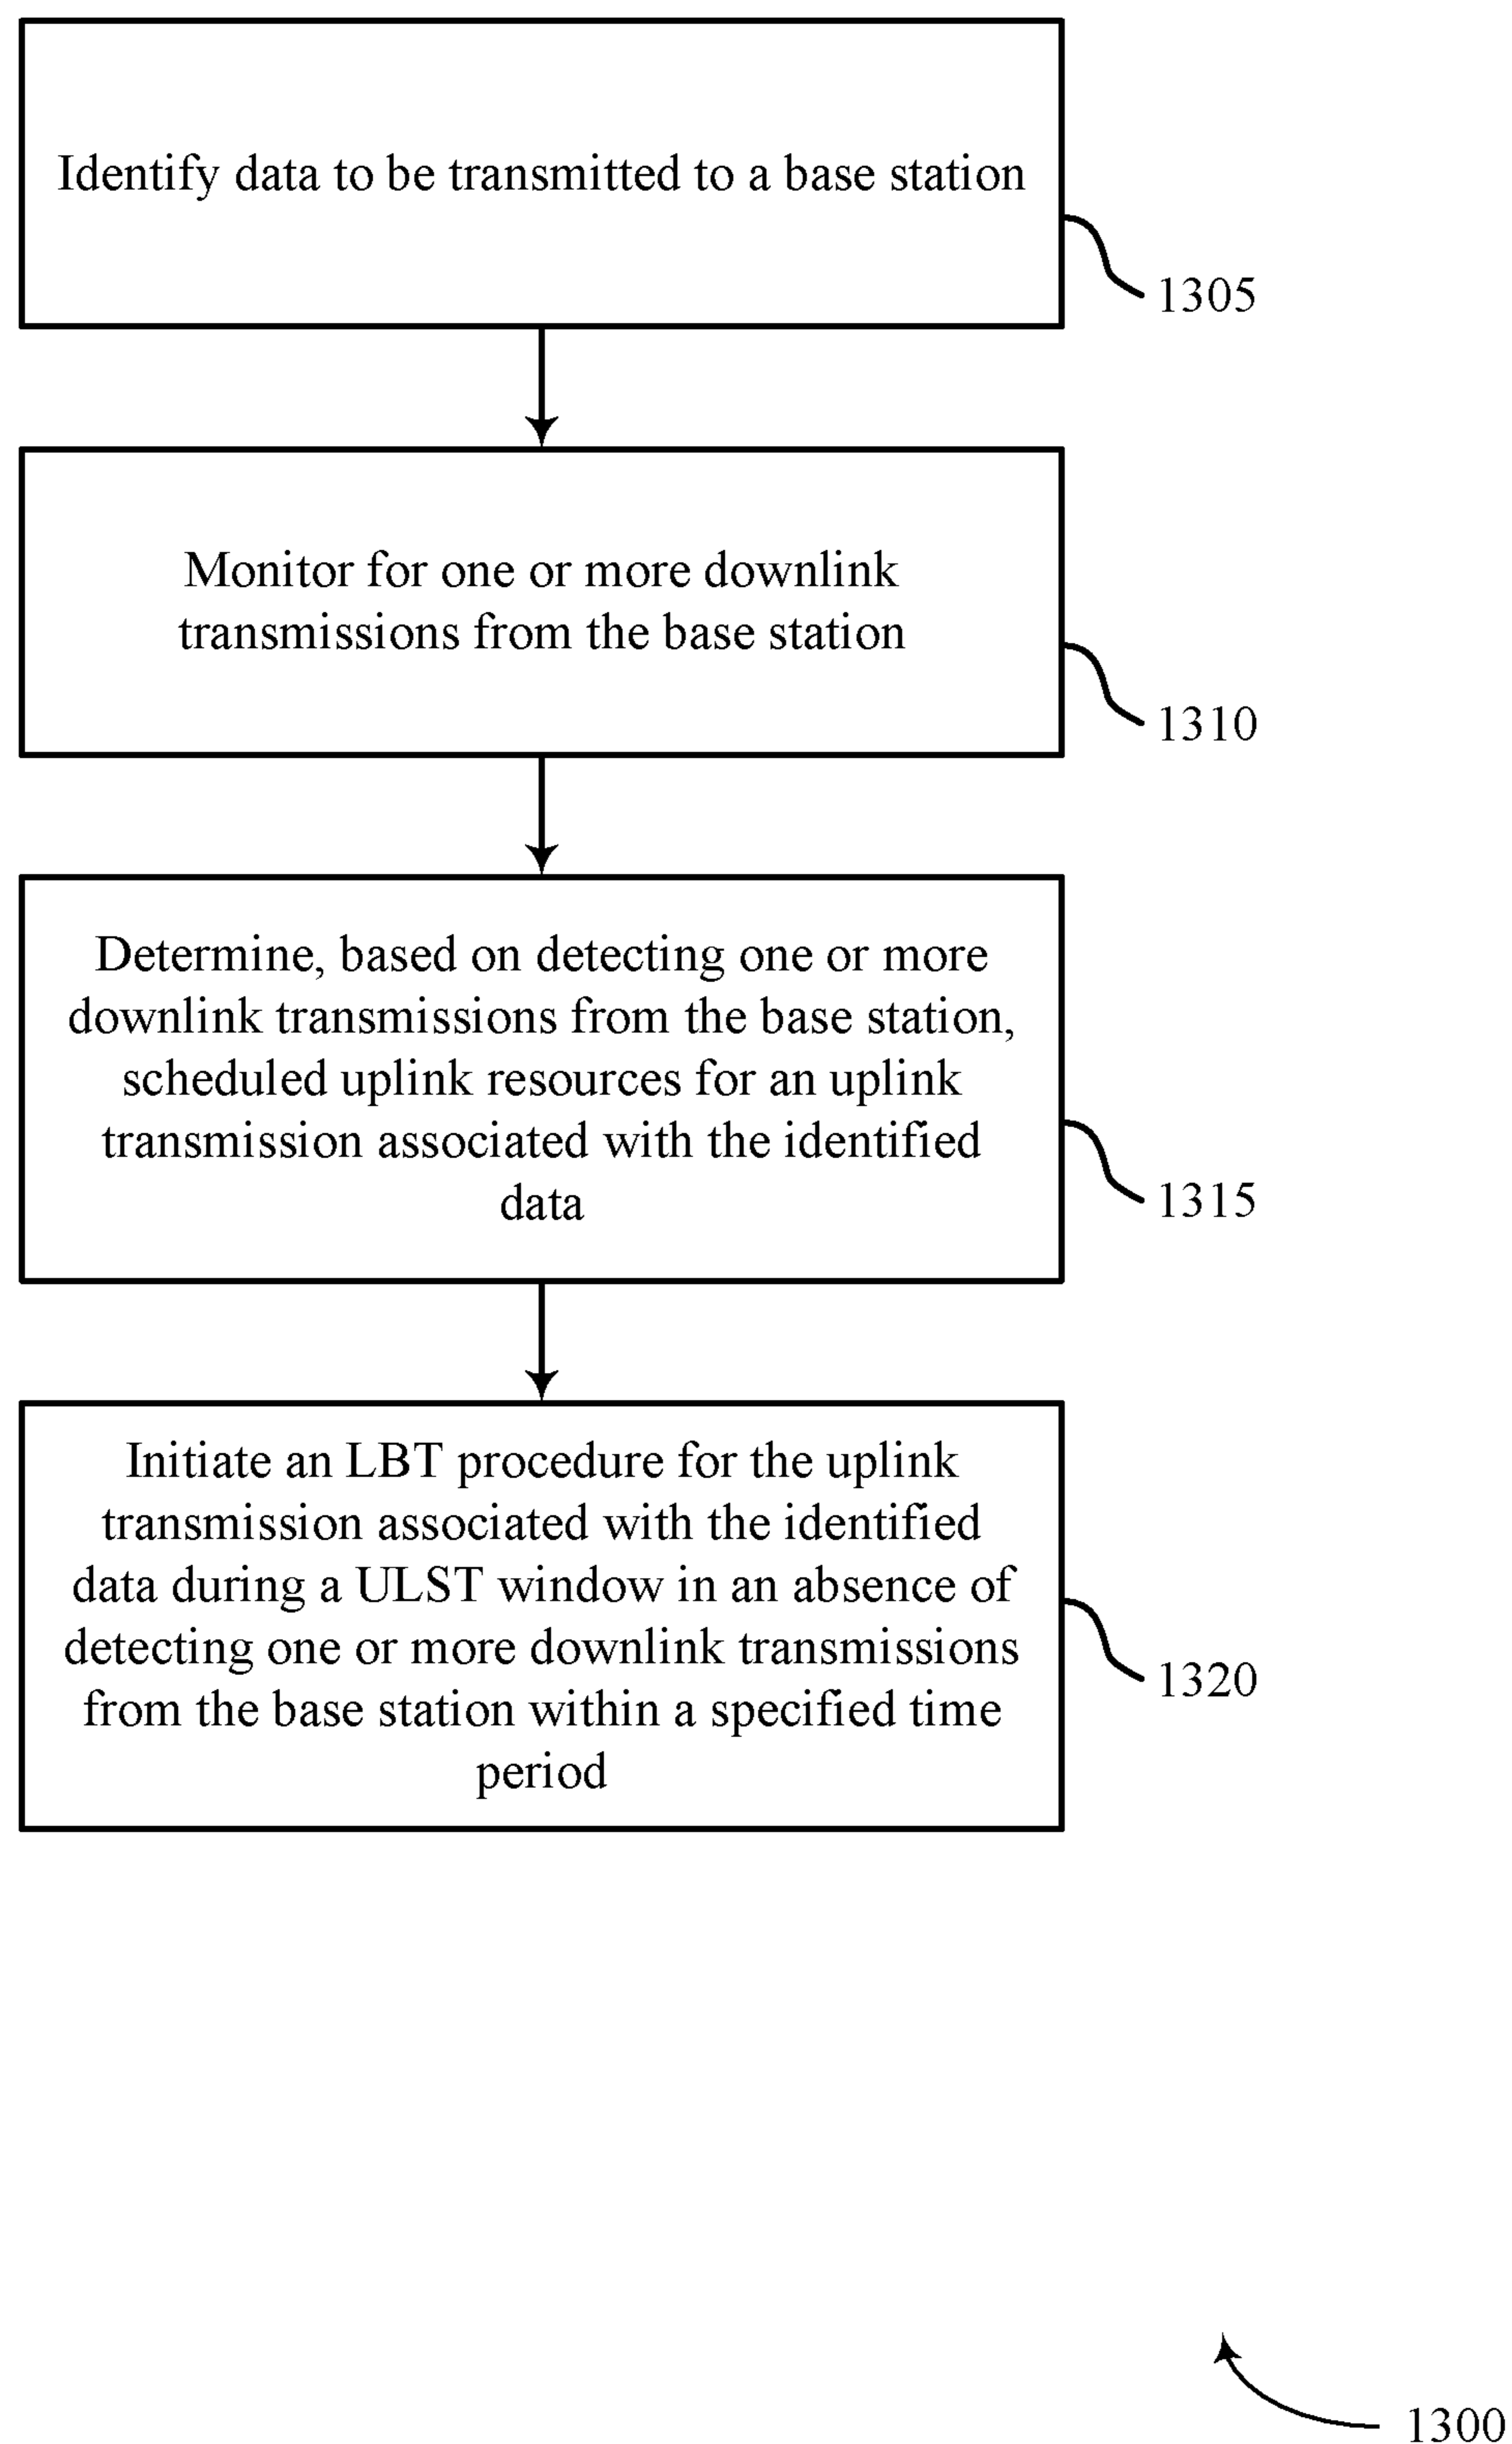 Identify data to be transmitted to a base station
1305
Monitor for one or more downlink
transmissions from the base station
1310
Determine, based on detecting one or more
downlink transmissions from the base station,
scheduled uplink resources for an uplink
transmission associated with the identified
data
1315
Initiate an LBT procedure for the uplink
transmission associated with the identified
data during a ULST window in an absence of
detecting one or more downlink transmissions
from the base station within a specified time
period
1320
1300